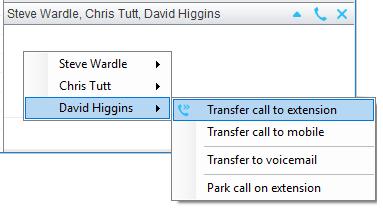 Steve Wardle, Chris Tutt, David Higgins
Steve Wardle
Chris Tutt
David Higgins
Transfer call to extension
Transfer call to mobile
Transfer to voicemail
Park call on extension